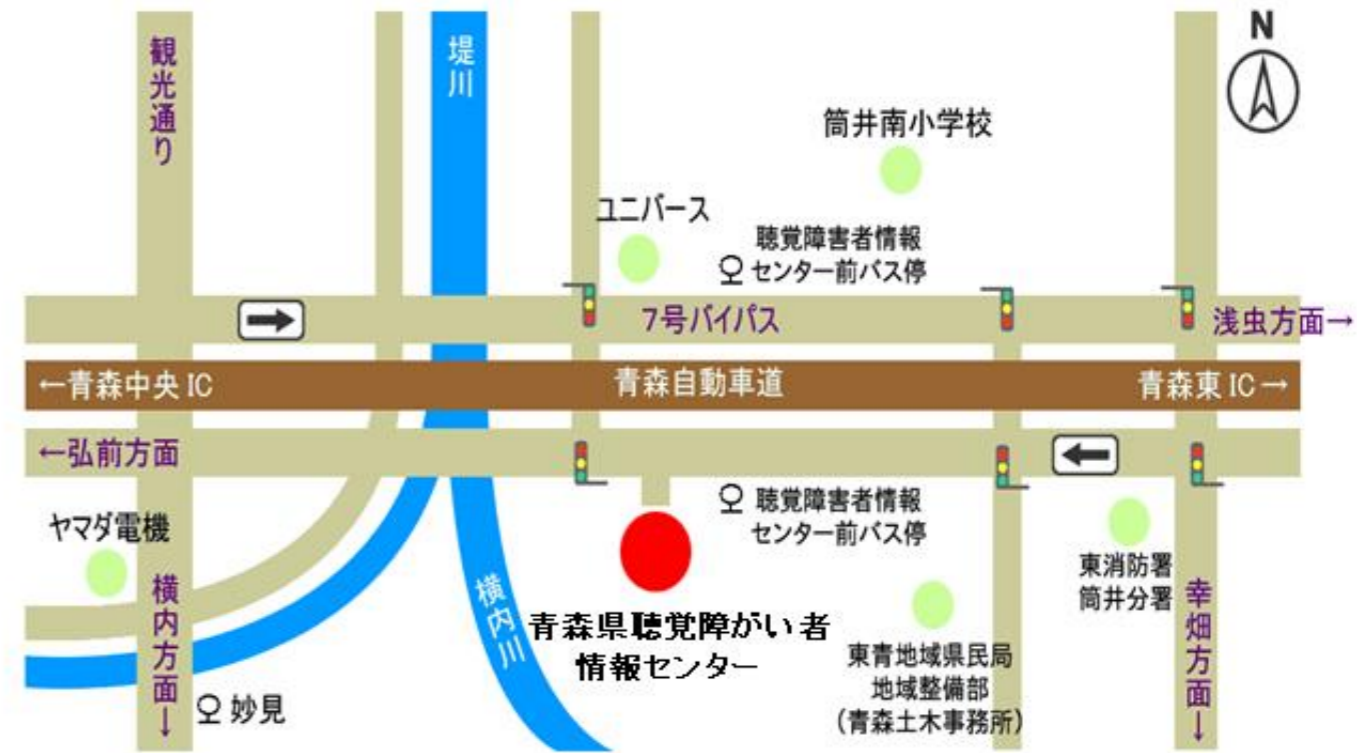 観光通り
堤川
N
筒井南小学校
ユニバース
聴覚障害者情報
センター前バス停
7号バイパス
浅虫方面→
←青森中央IC
青森自動車道
青森東IC→
←弘前方面
聴覚障害者情報
センター前バス停
ヤマダ電機
横内方面↓
横内川
青森県聴覚障がい者
情報センター
東消防署
筒井分署
幸畑方面↓
東青地域県民局
地域整備部
(青森土木事務所)
妙見